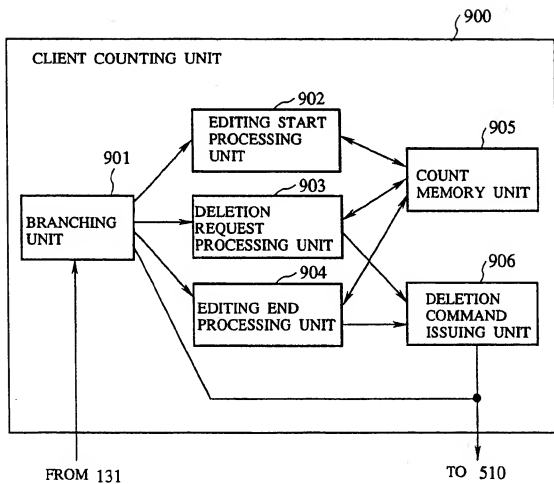 900
CLIENT COUNTING UNIT
902
EDITING START
PROCESSING
UNIT
905
COUNT
MEMORY UNIT
901
BRANCHING
UNIT
903
DELETION
REQUEST
PROCESSING UNIT
904
EDITING END
PROCESSING UNIT
906
DELETION
COMMAND
ISSUING UNIT
FROM 131
TO 510